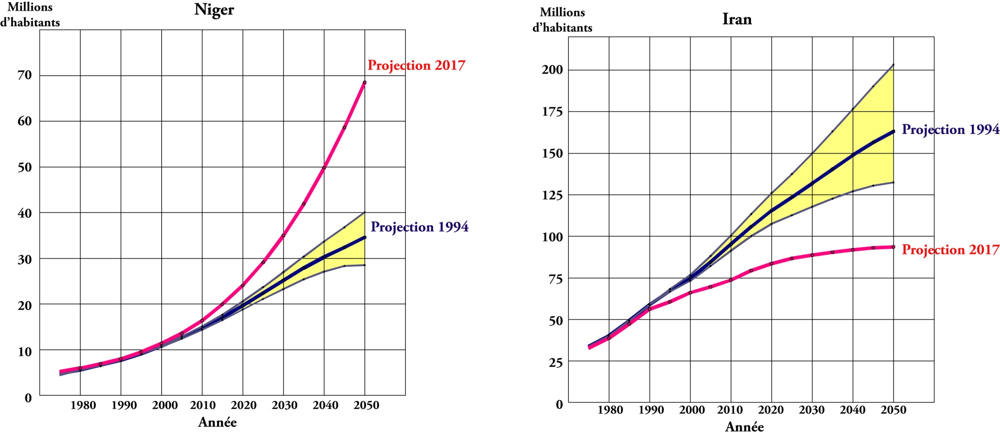 Millions
d’habitants
Niger
70
60
50
40
30
20
10
0
Projection 2017
Projection 1994
1980 1990 2000 2010 2020 2030 2040 2050
Année
Millions
d’habitants
Iran
200
175
150
125
100
75
50
25
0
Projection 1994
Projection 2017
1980 1990 2000 2010 2020 2030 2040 2050
Année